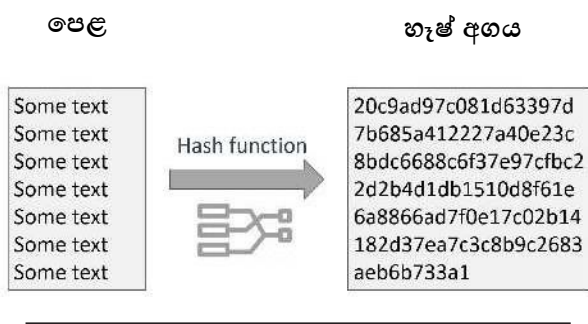 පෙළ
හෑෂ් අගය
Some text
Some text
Some text
Some text
Some text
Some text
Some text
Hash function
20c9ad97c081d63397d
7b685a412227a40e23c
8bdc6688c6f37e97cfbc2
2d2b4d1db1510d8f61e
6a8866ad7f0e17c02b14
182d37ea7c3c8b9c2683
aeb6b733a1